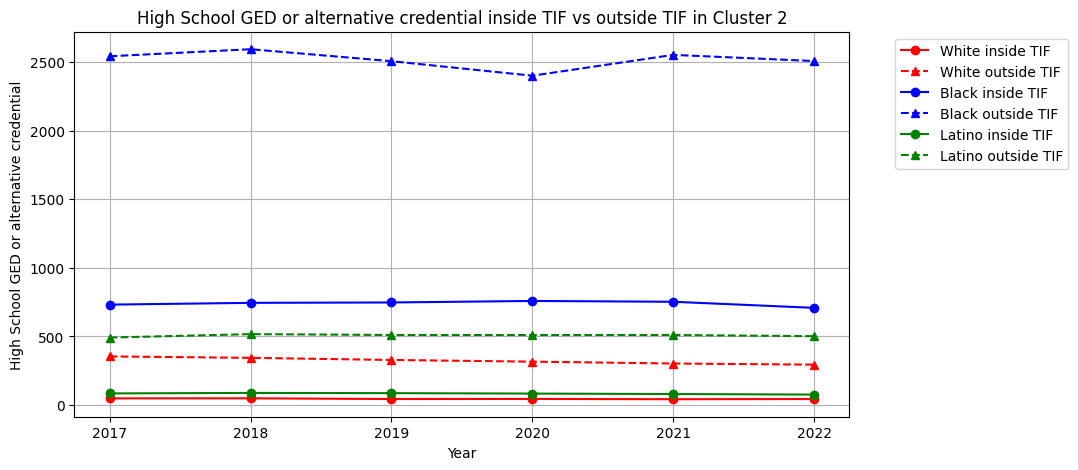 High School GED or alternative credential inside TIF vs outside TIF in Cluster 2
High School GED or alternative credential
2500
2000
1500
1000
500
0
2017 2018 2019 2020 2021 2022
Year
White inside TIF
White outside TIF
Black inside TIF
Black outside TIF
Latino inside TIF
Latino outside TIF